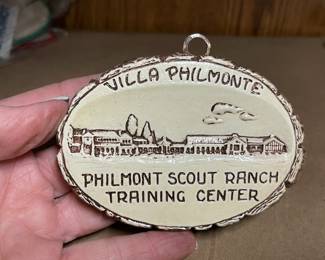 VILLA PHILMONTE
PHILMONT SCOUT RANCH
TRAINING CENTER